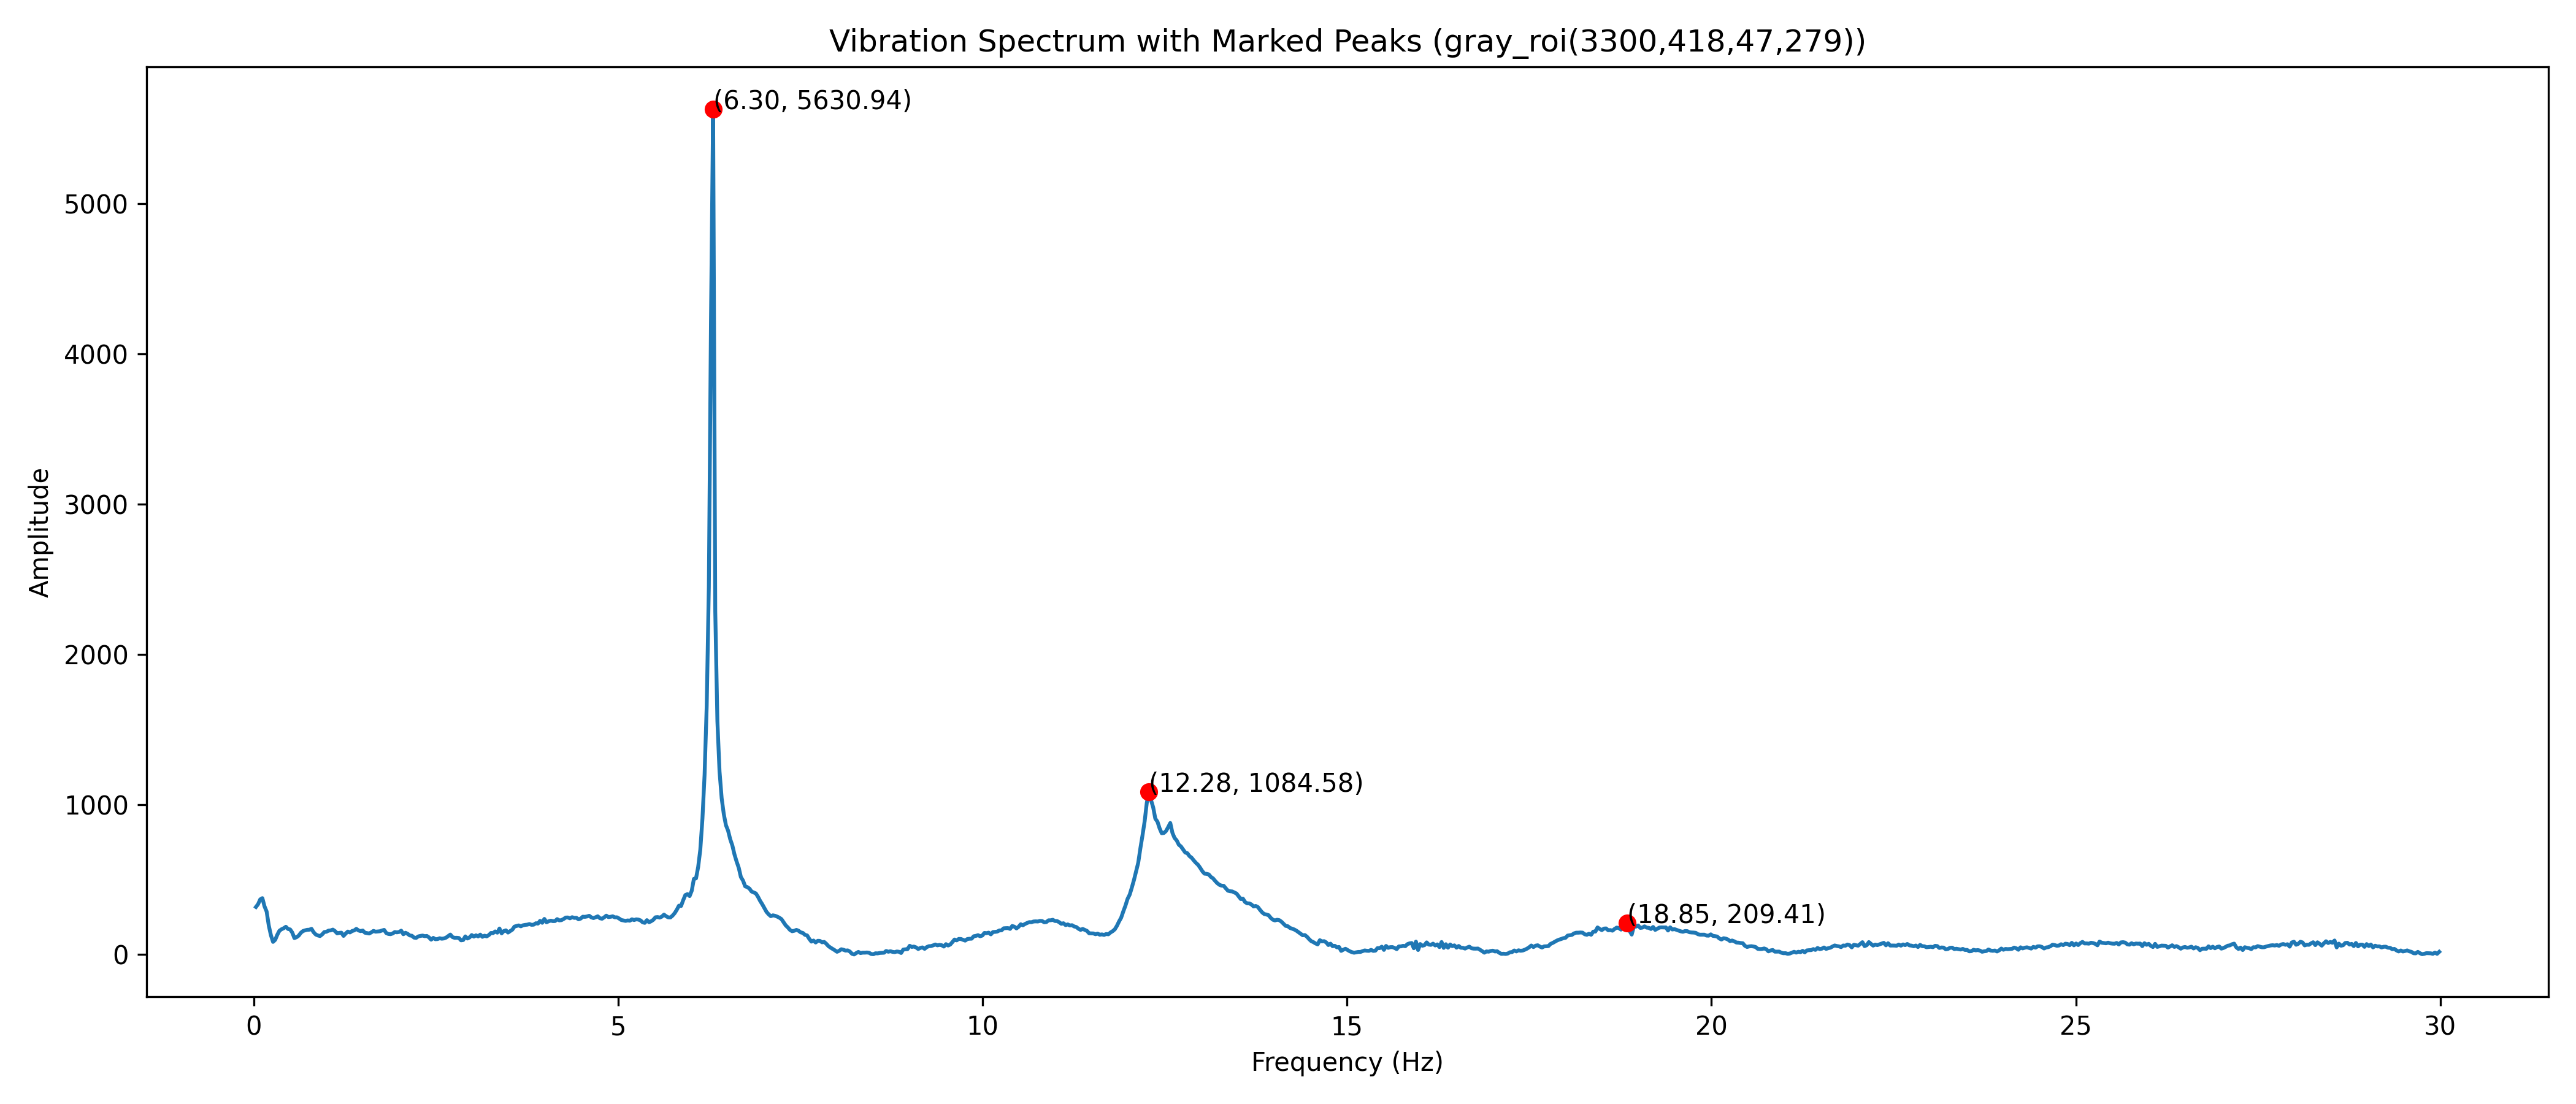 Vibration Spectrum with Marked Peaks (gray_roi(3300,418,47,279))
(6.30, 5630.94)
5000
4000
3000
2000
1000
0
Amplitude
(12.28, 1084.58)
(18.85, 209.41)
0 5 10 15 20 25 30
Frequency (Hz)